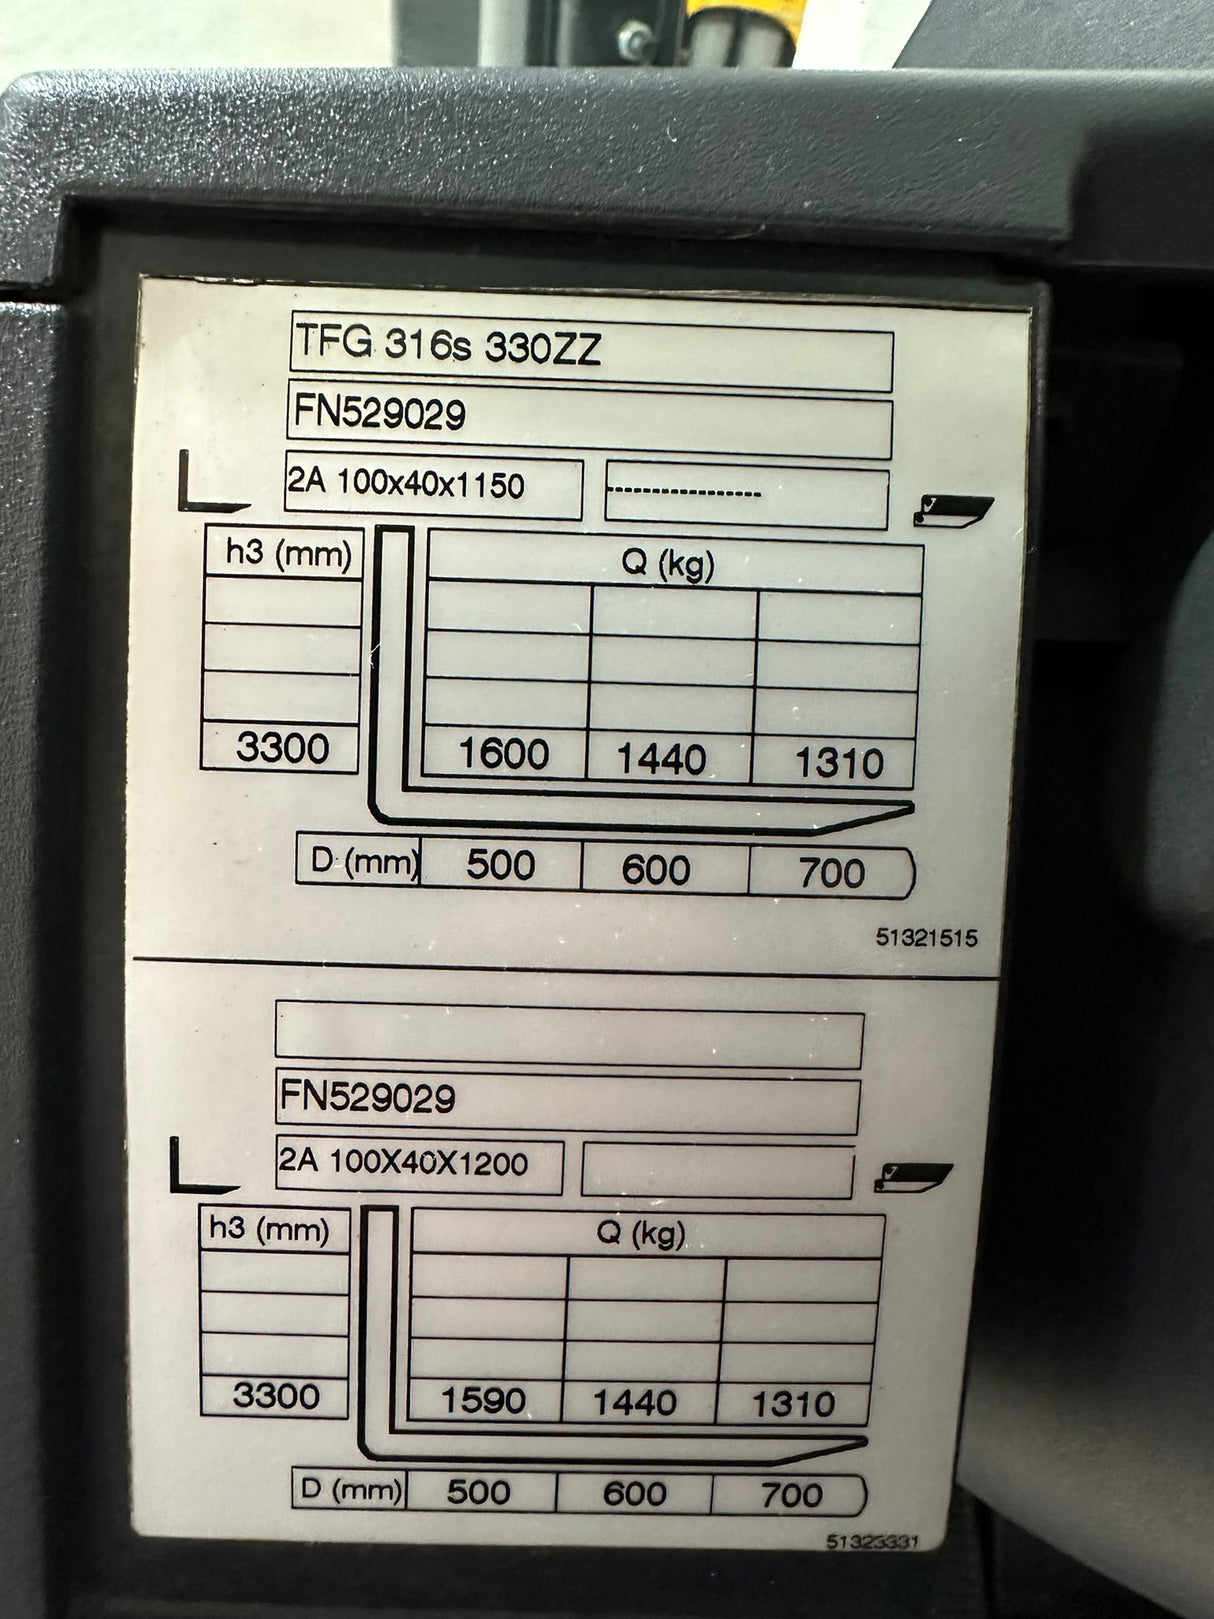 TFG 316s 330ZZ
FN529029
2A 100x40x1150 -----------------
h3 (mm) Q (kg)
3300 1600 1440 1310
D (mm) 500 600 700
51321515
FN529029
2A 100X40X1200
h3 (mm) Q (kg)
3300 1590 1440 1310
D (mm) 500 600 700
51323331